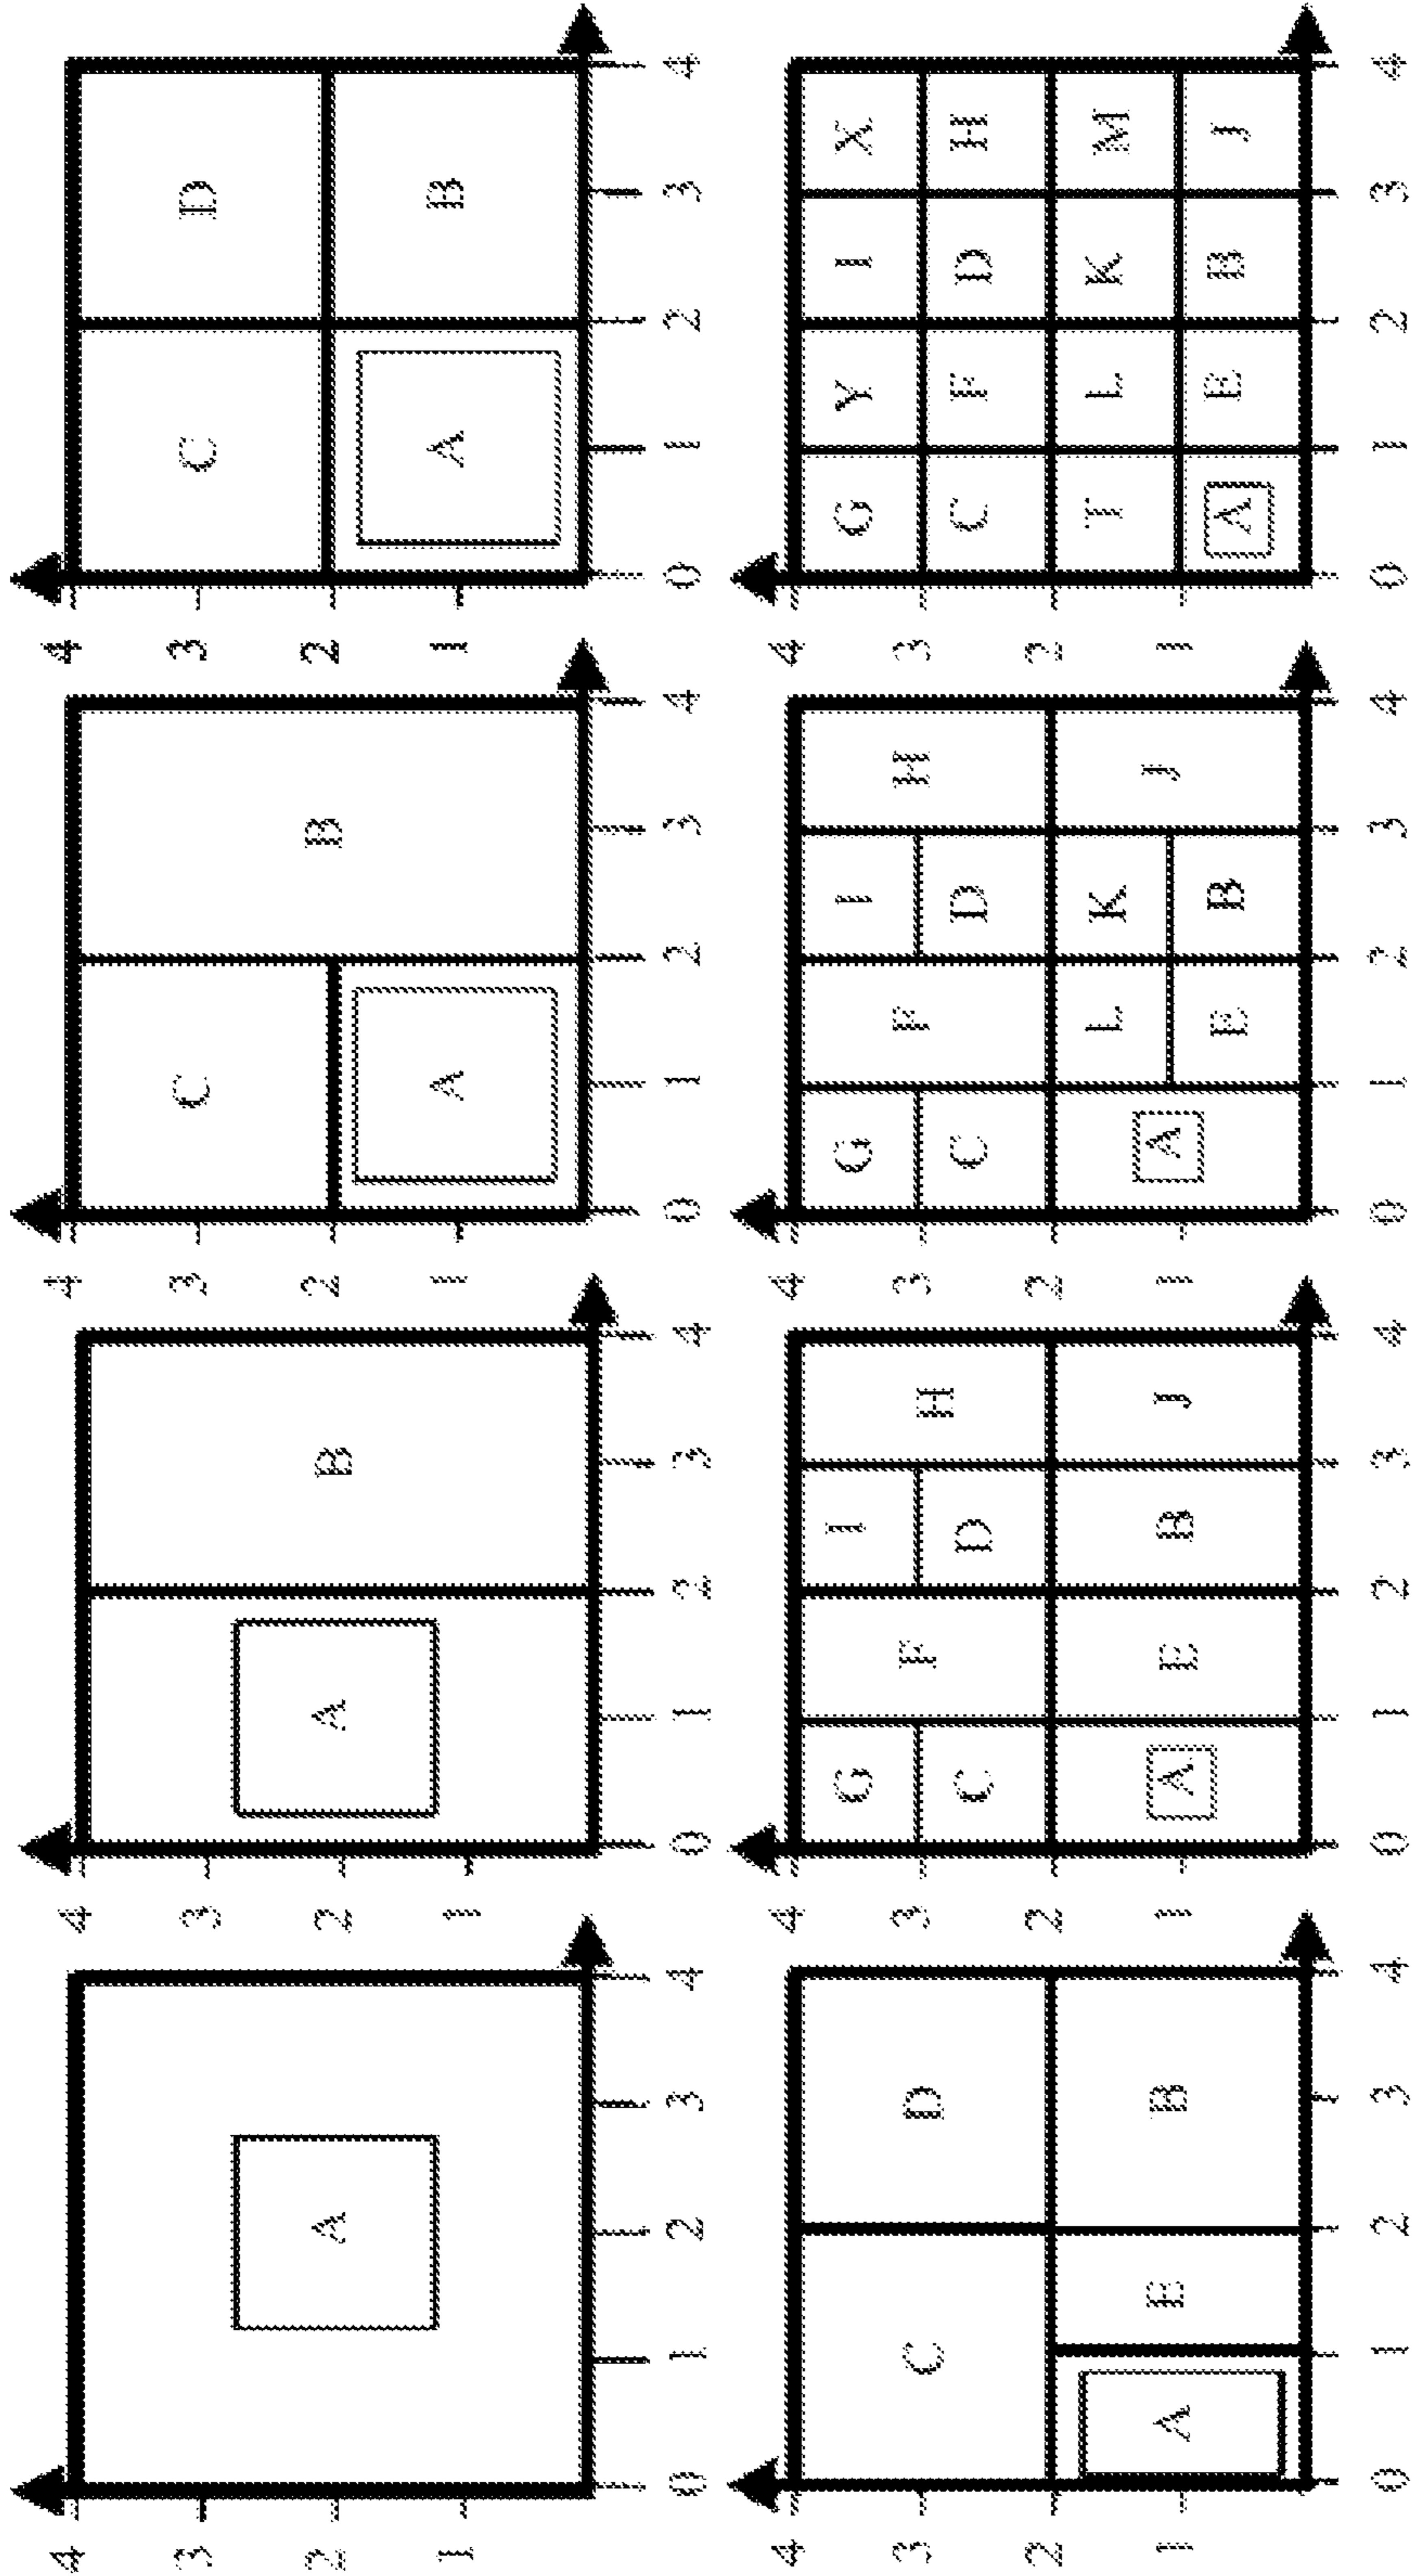 4
3
2 A
1
0 1 2 3 4
4
3
2 A B
1
0 1 2 3 4
4
3 C
2 B
1 A
0 1 2 3 4
4
3 C D
2
1 A B
0 1 2 3 4
4
3 C D
2
1 A E B
0 1 2 3 4
4
G I
3 F H
C D
2
1 A E B J
0 1 2 3 4
4
G I
3 F H
C D
2
L K
1 A J
E B
0 1 2 3 4
4
G Y I X
3
C F D H
2
T L K M
1
A E B J
0 1 2 3 4